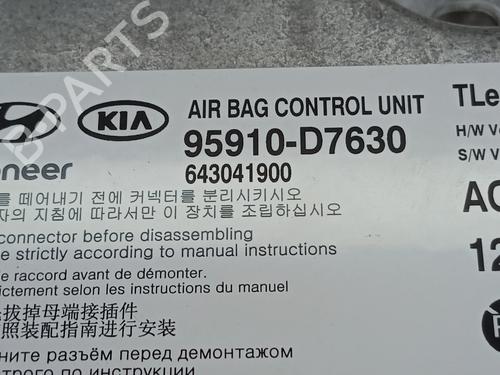 B-PARTS
KIA
AIR BAG CONTROL UNIT
95910-D7630
643041900
를 떼어내기 전에 커넥터를 분리시키시오
자의 지침에 따라서만 이 장치를 조립하십시오
connector before disassembling
e strictly according to manual instructions
le raccord avant de démonter.
ictement selon les instructions du manuel
拔掉母端接插件
照装配指南进行安装
ните разъём перед демонтажом
H/W V
S/W V
12